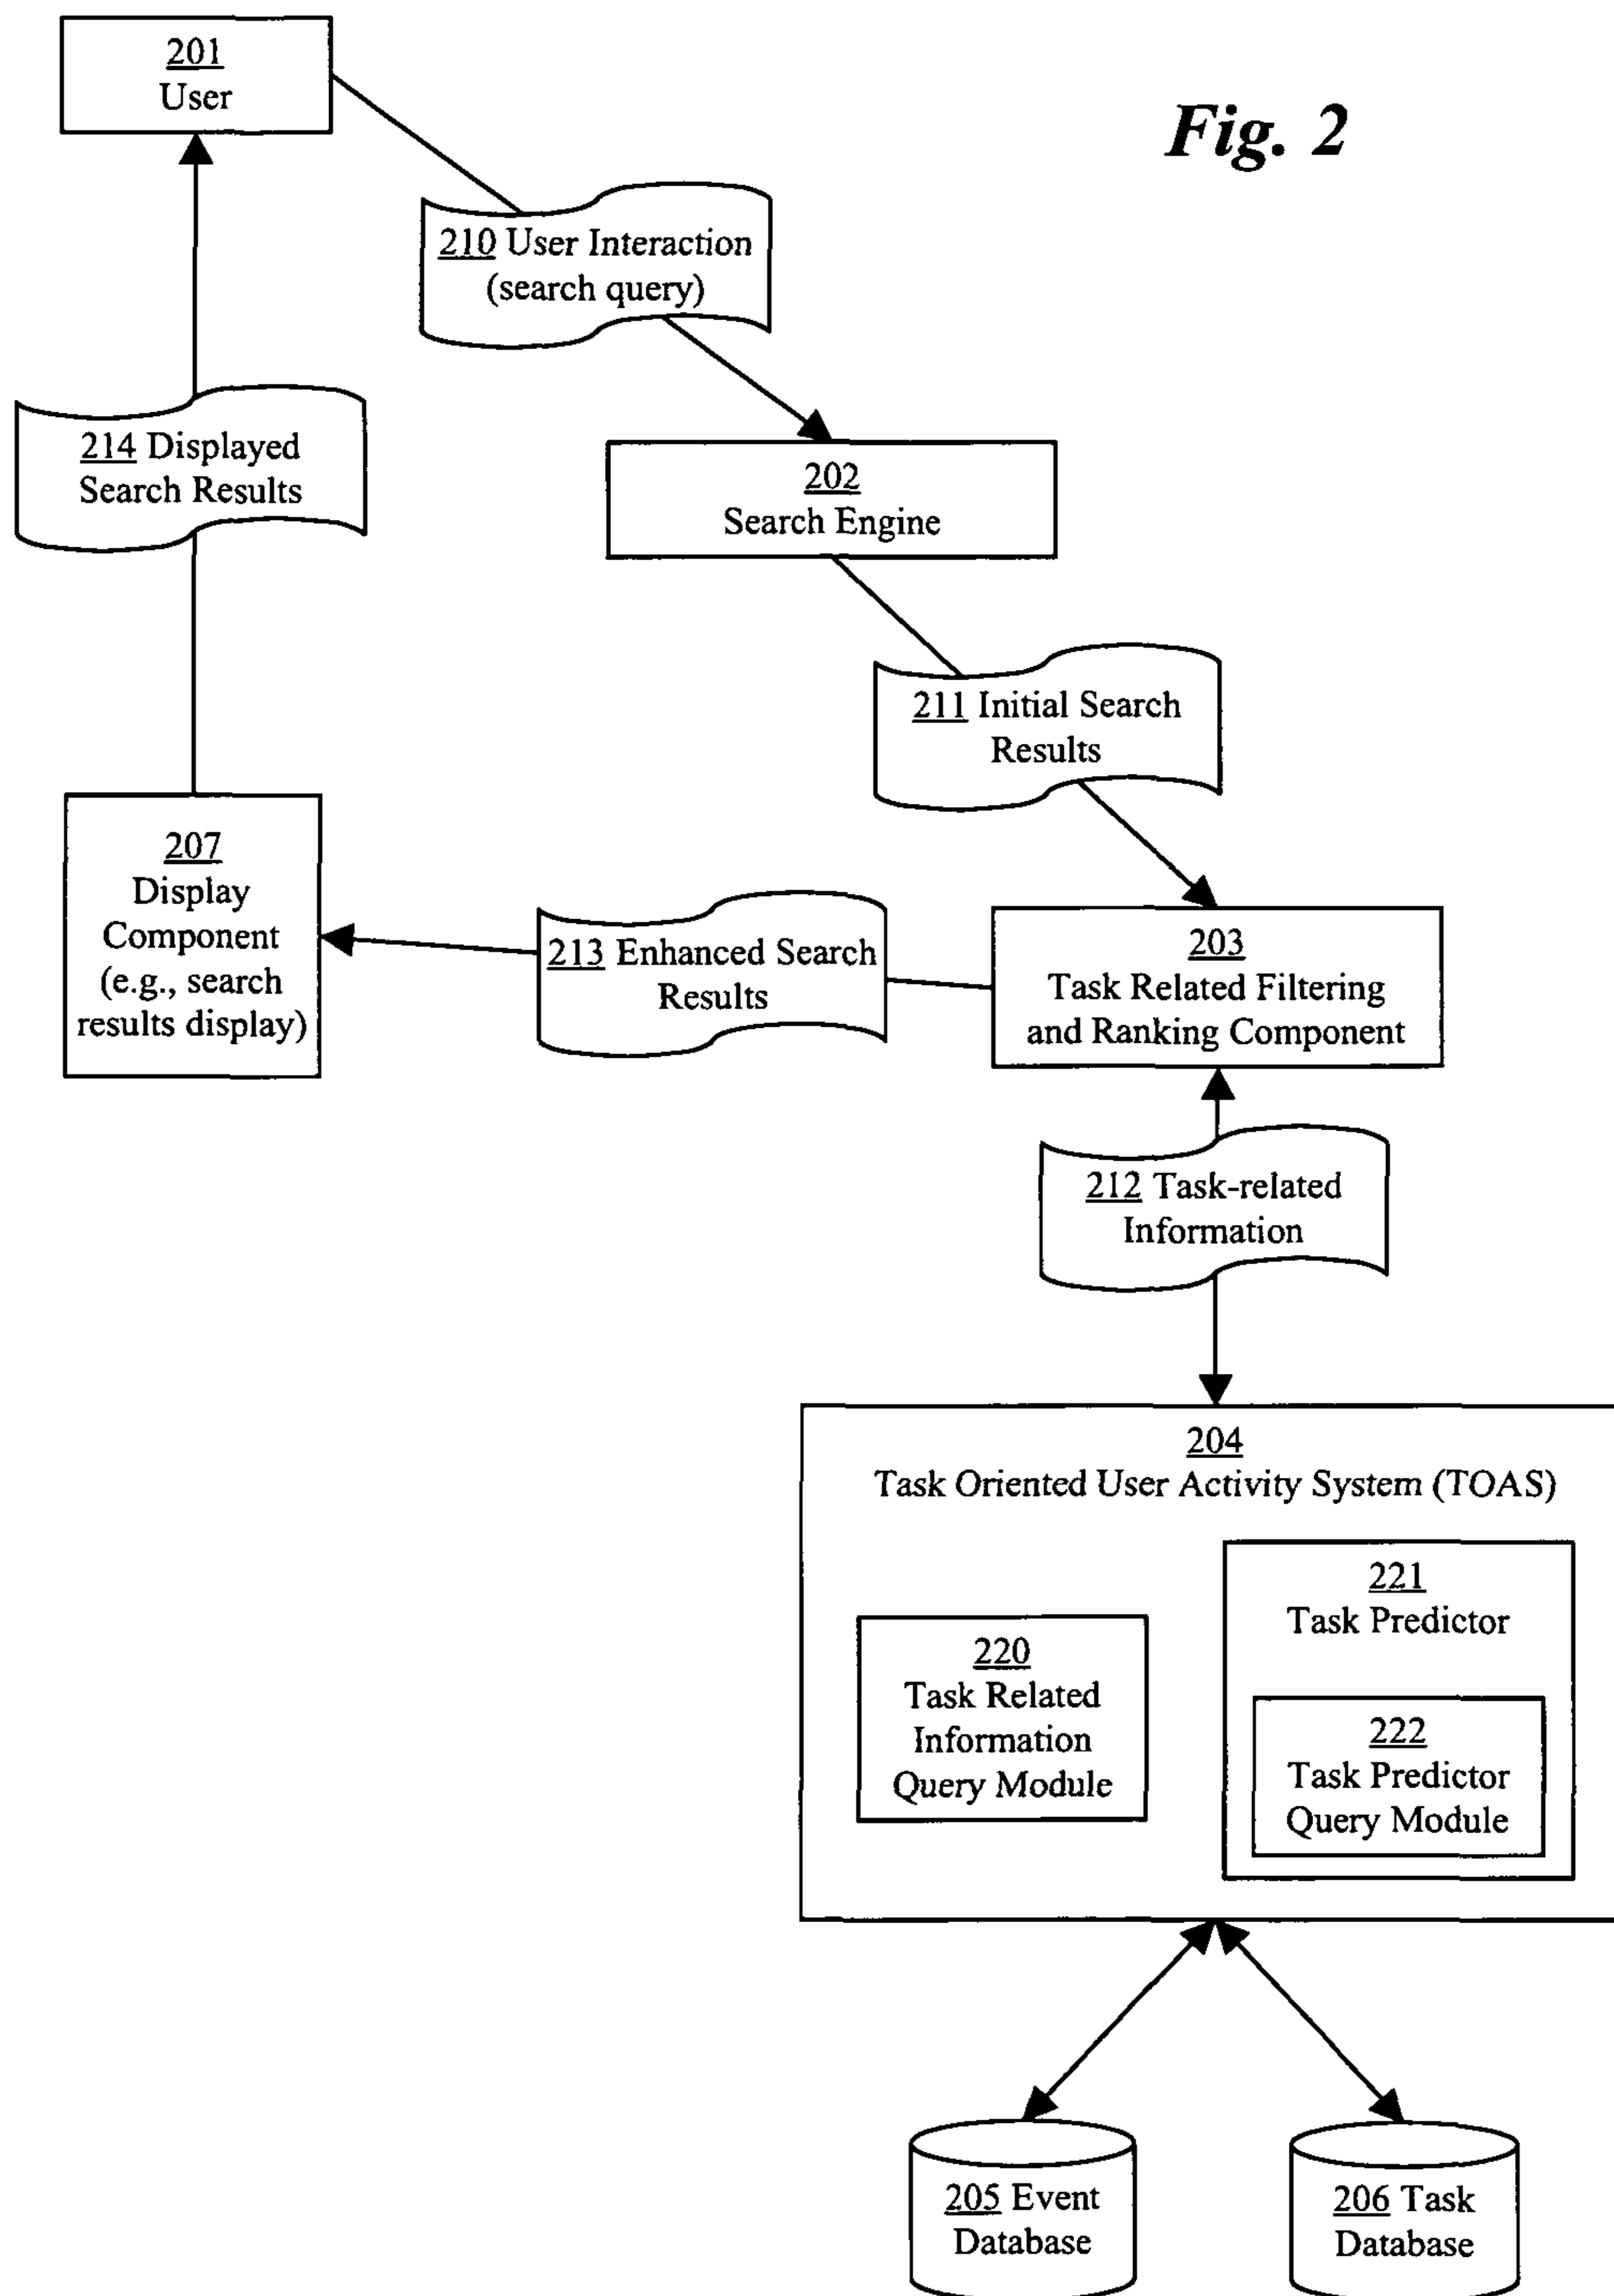 201
User
Fig. 2
210 User Interaction
(search query)
214 Displayed
Search Results
202
Search Engine
211 Initial Search
Results
207
Display
Component
(e.g., search
results display)
213 Enhanced Search
Results
203
Task Related Filtering
and Ranking Component
212 Task-related
Information
204
Task Oriented User Activity System (TOAS)
220
Task Related
Information
Query Module
221
Task Predictor
222
Task Predictor
Query Module
205 Event
Database
206 Task
Database